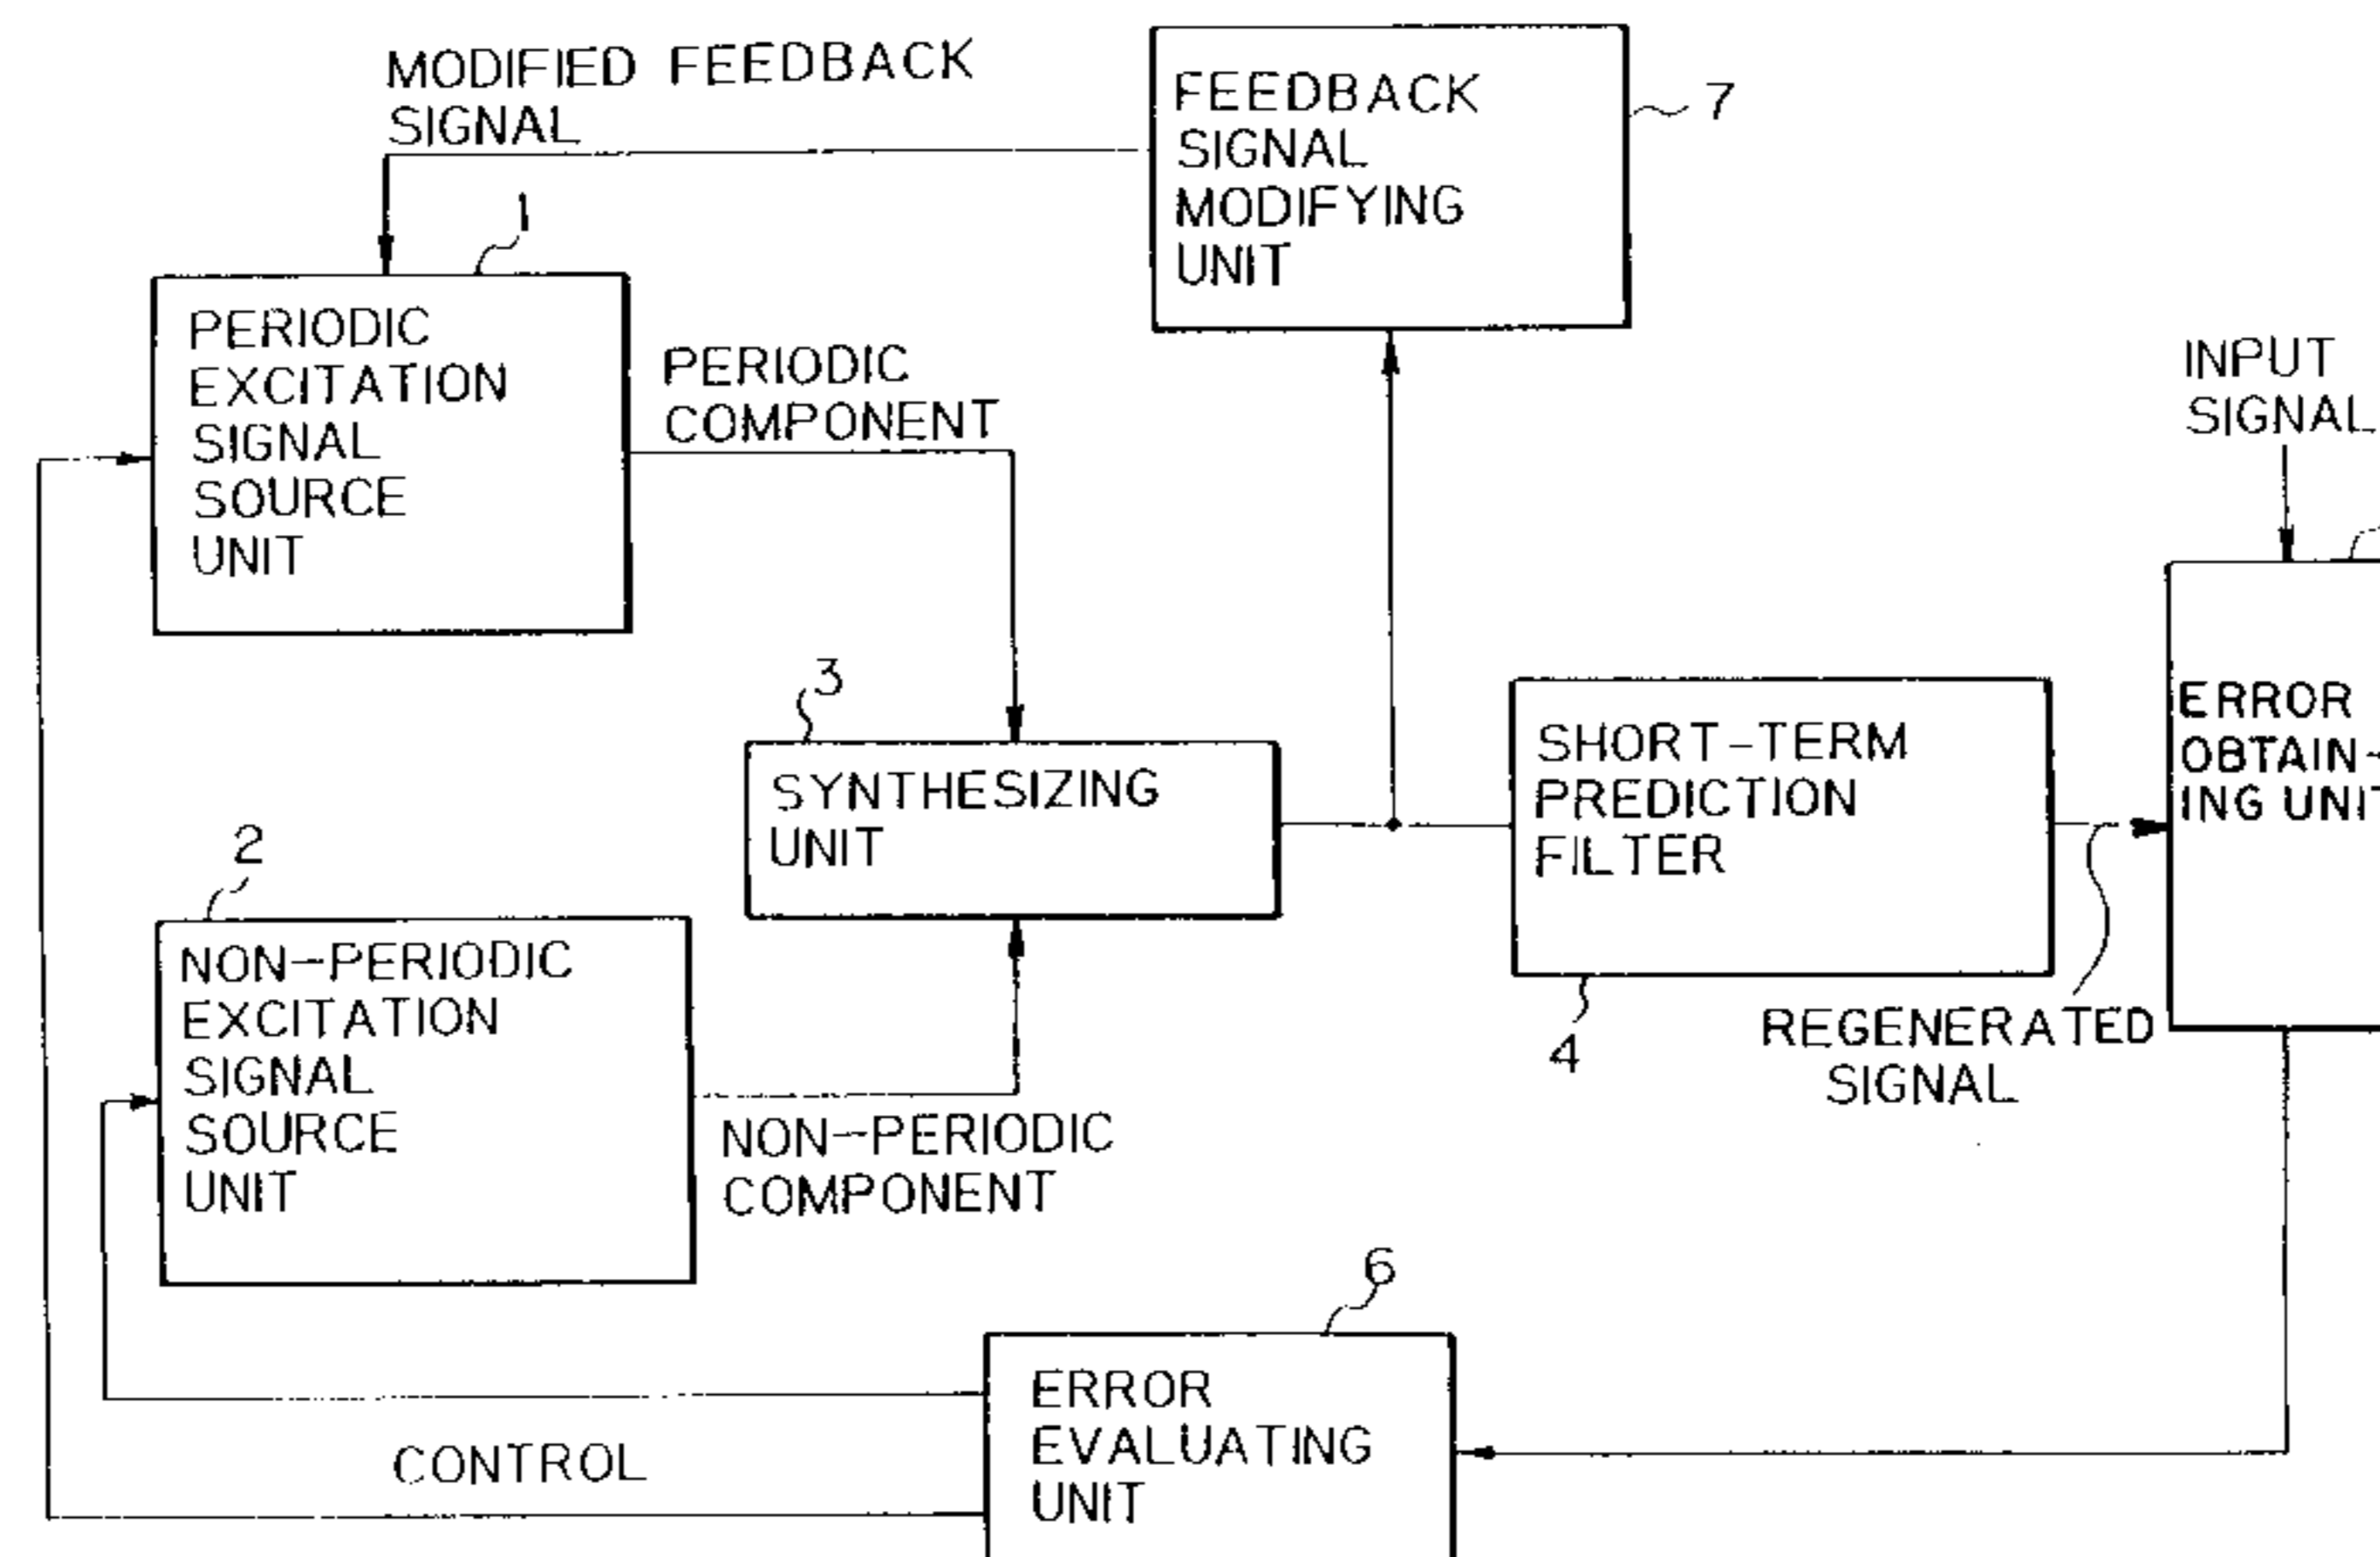 MODIFIED FEEDBACK
SIGNAL
FEEDBACK
SIGNAL
MODIFYING
UNIT
7
1
PERIODIC
EXCITATION
SIGNAL
SOURCE
UNIT
PERIODIC
COMPONENT
INPUT
SIGNAL
3
SYNTHESIZING
UNIT
SHORT-TERM
PREDICTION
FILTER
4
ERROR
OBTAIN-
ING UNIT
REGENERATED
SIGNAL
2
NON-PERIODIC
EXCITATION
SIGNAL
SOURCE
UNIT
NON-PERIODIC
COMPONENT
6
ERROR
EVALUATING
UNIT
CONTROL